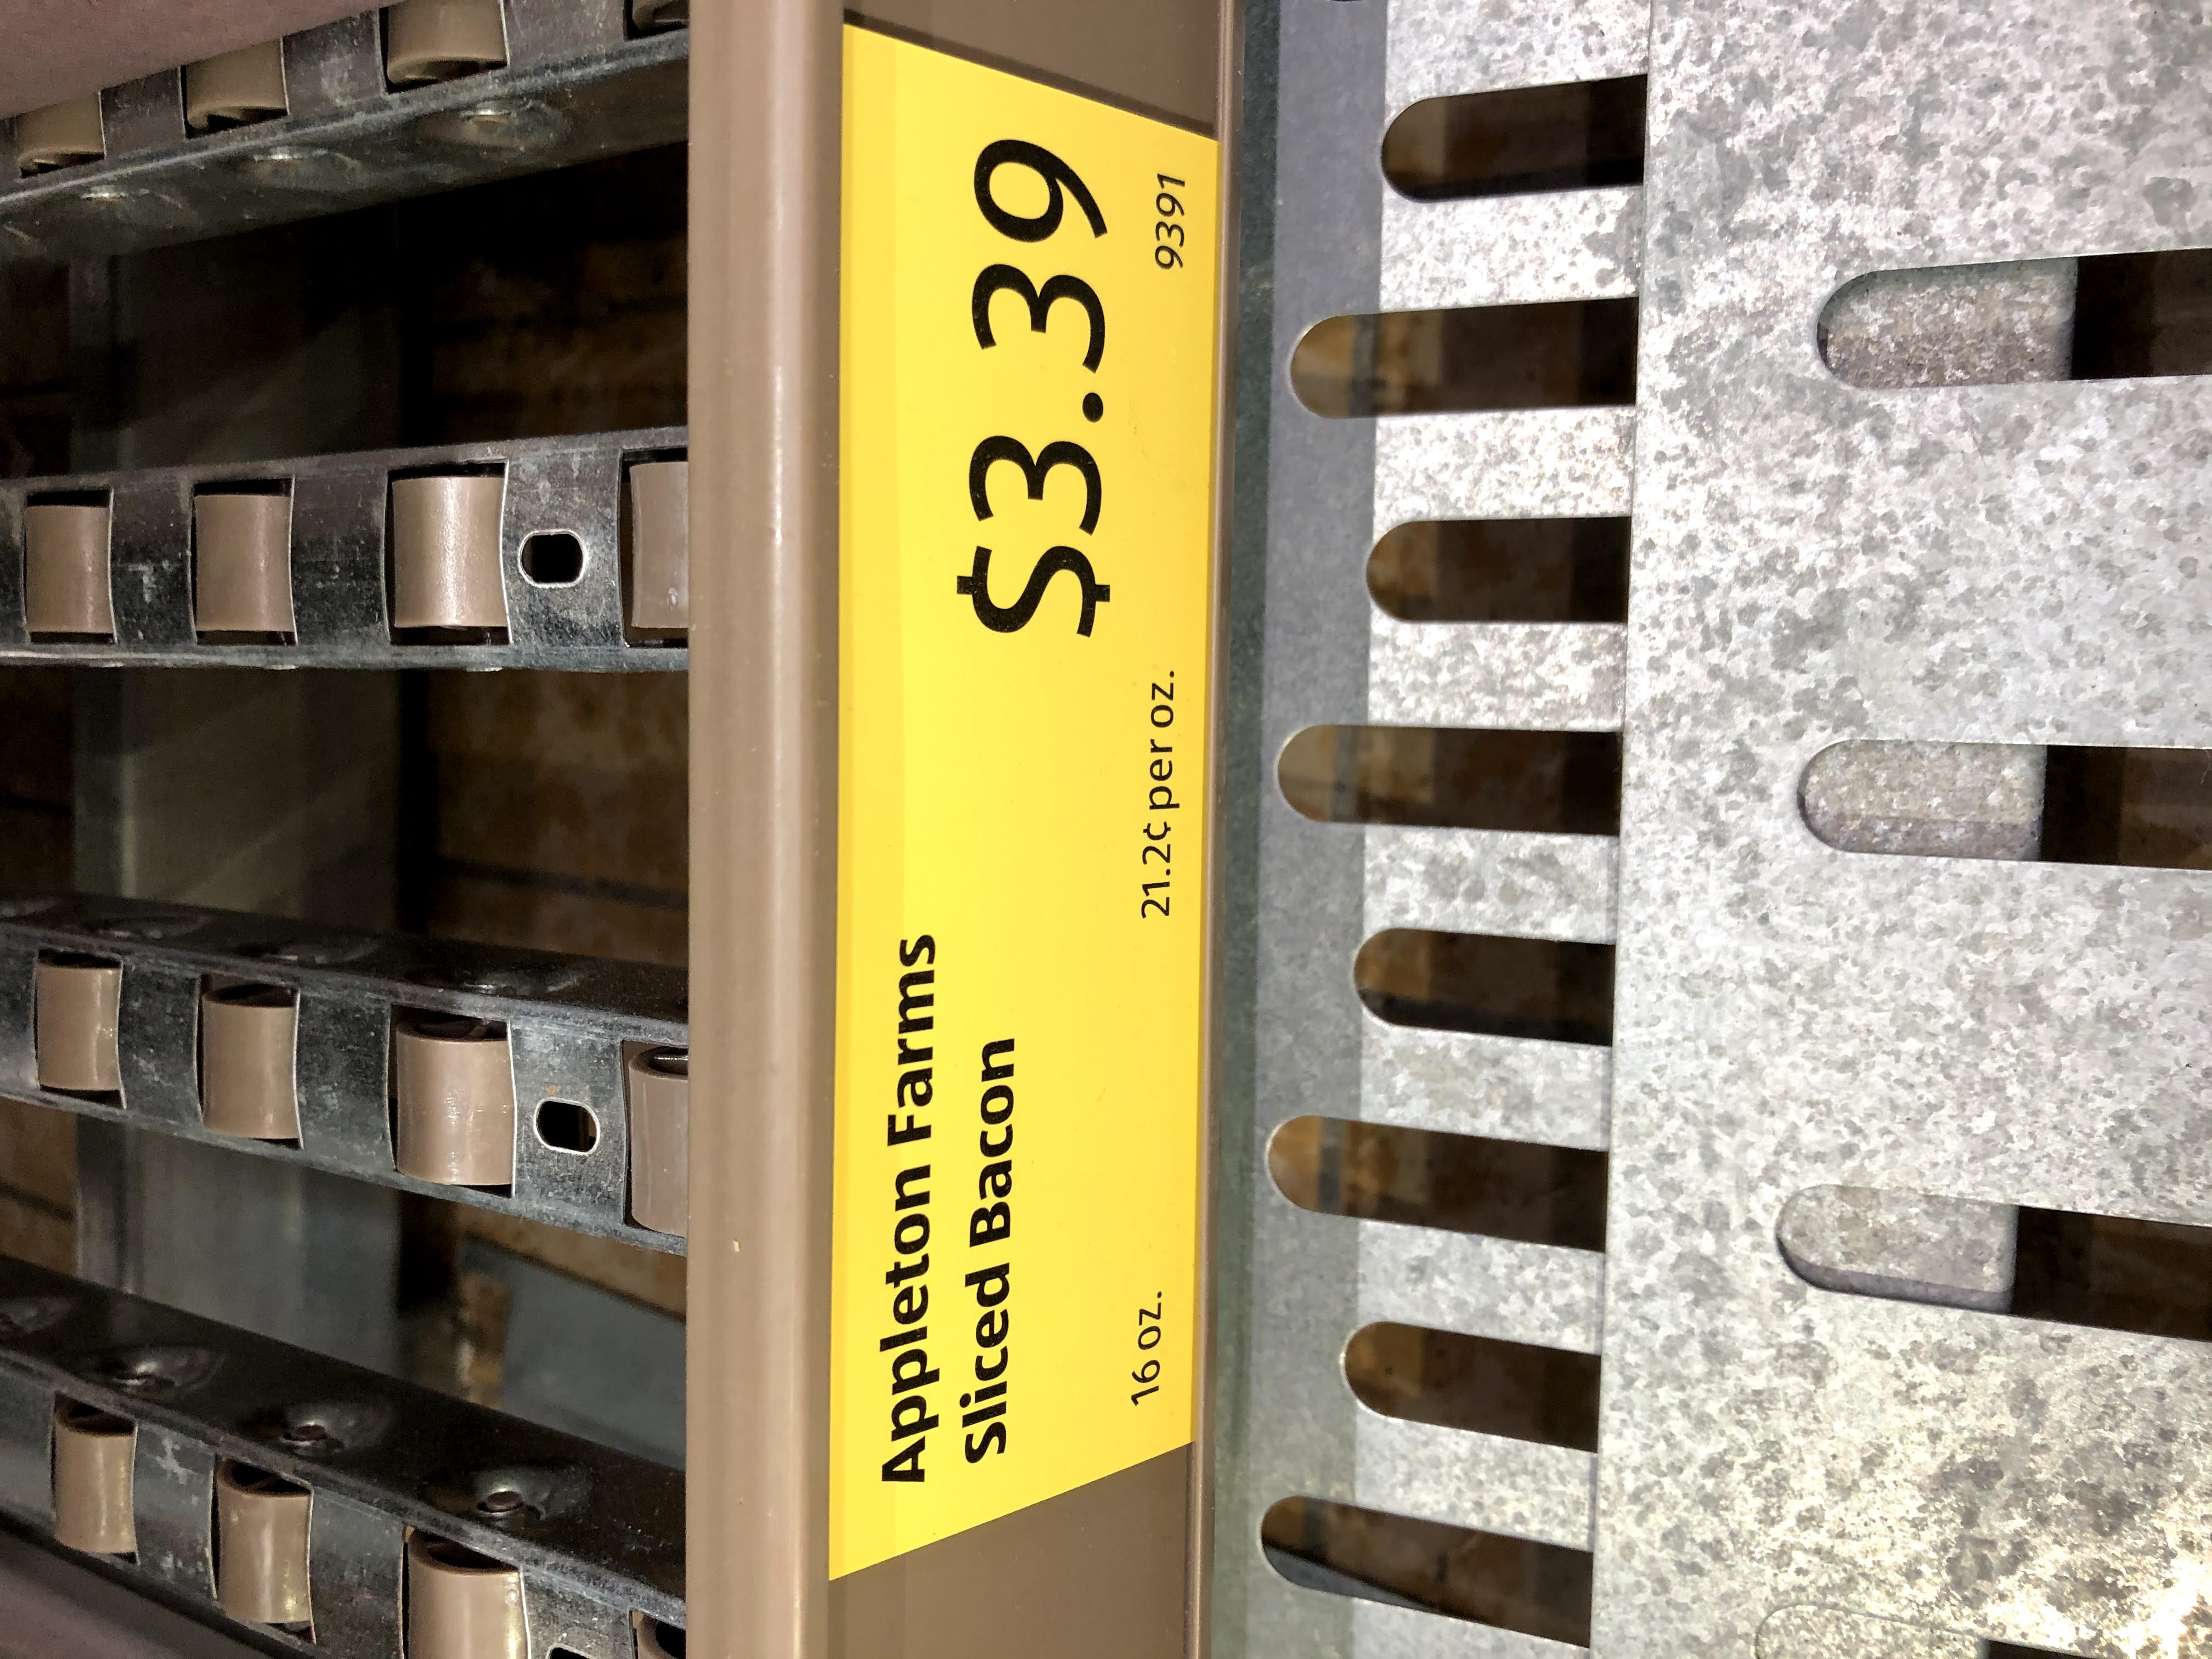 Appleton Farms
Sliced Bacon
$3.39
16 oz.
21.2¢ per oz.
9391